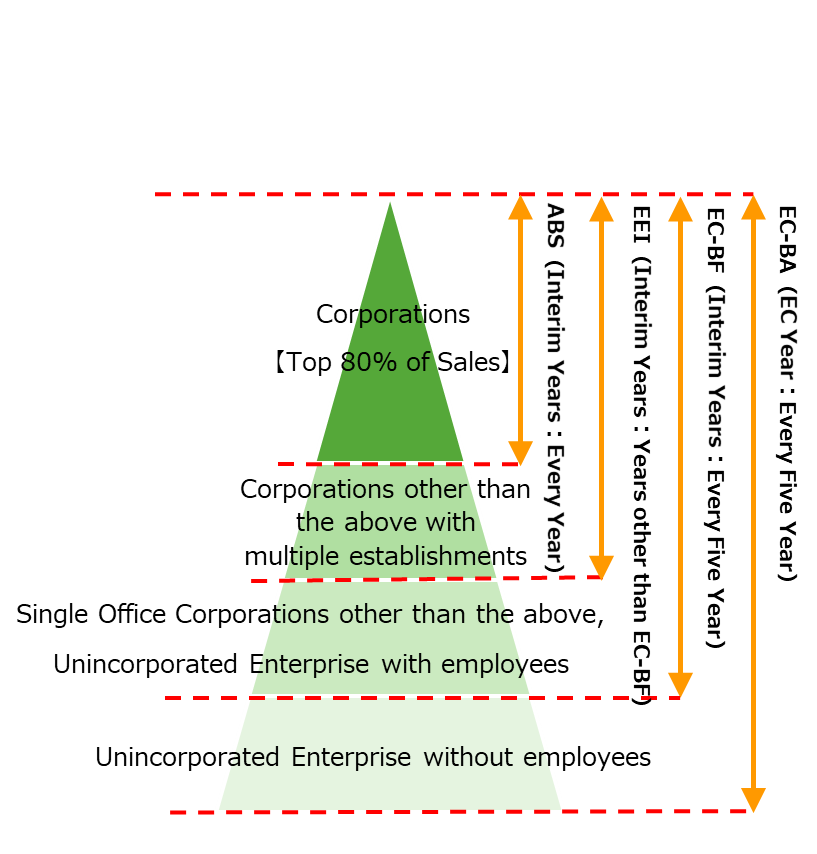 Corporations
【Top 80% of Sales】
Corporations other than
the above with
multiple establishments
Single Office Corporations other than the above,
Unincorporated Enterprise with employees
Unincorporated Enterprise without employees
ABS (Interim Years：Every Year)
EEI (Interim Years：Years other than EC-BF)
EC-BF (Interim Years：Every Five Year)
EC-BA (EC Year：Every Five Year)